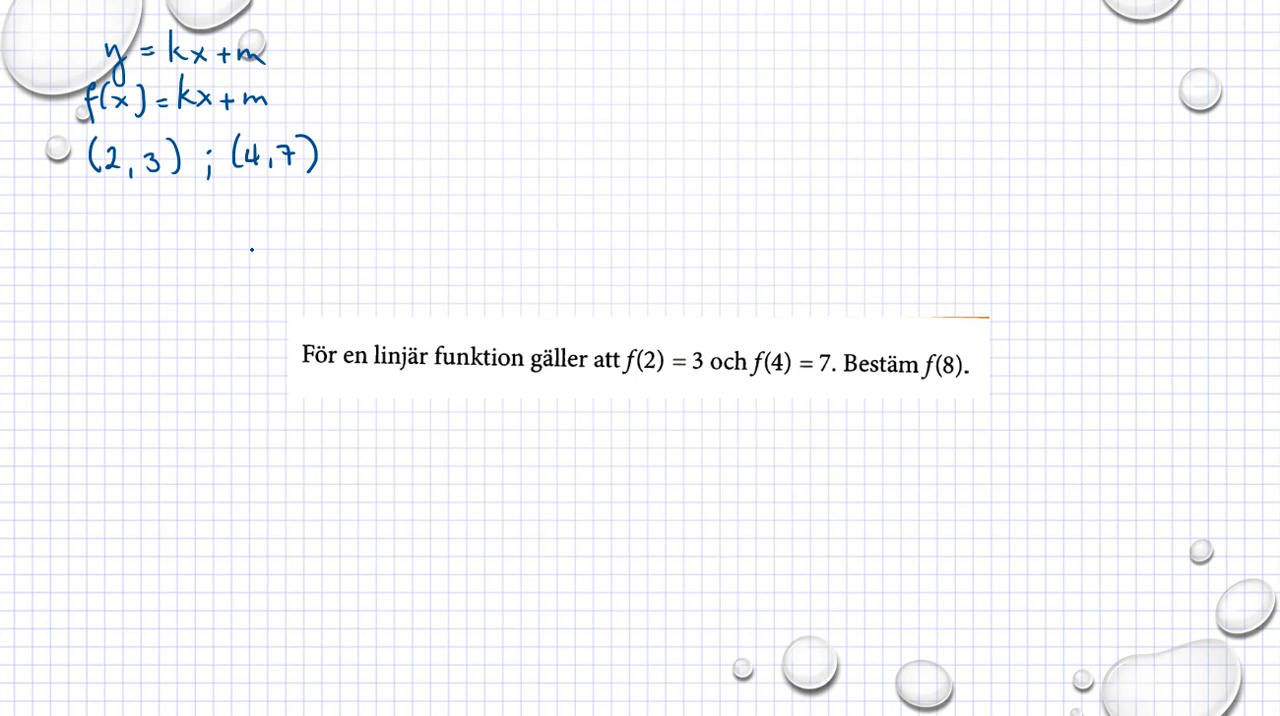 y = kx + m
f(x) = kx + m
(2,3) ; (4,7)
För en linjär funktion gäller att f(2) = 3 och f(4) = 7. Bestäm f(8).